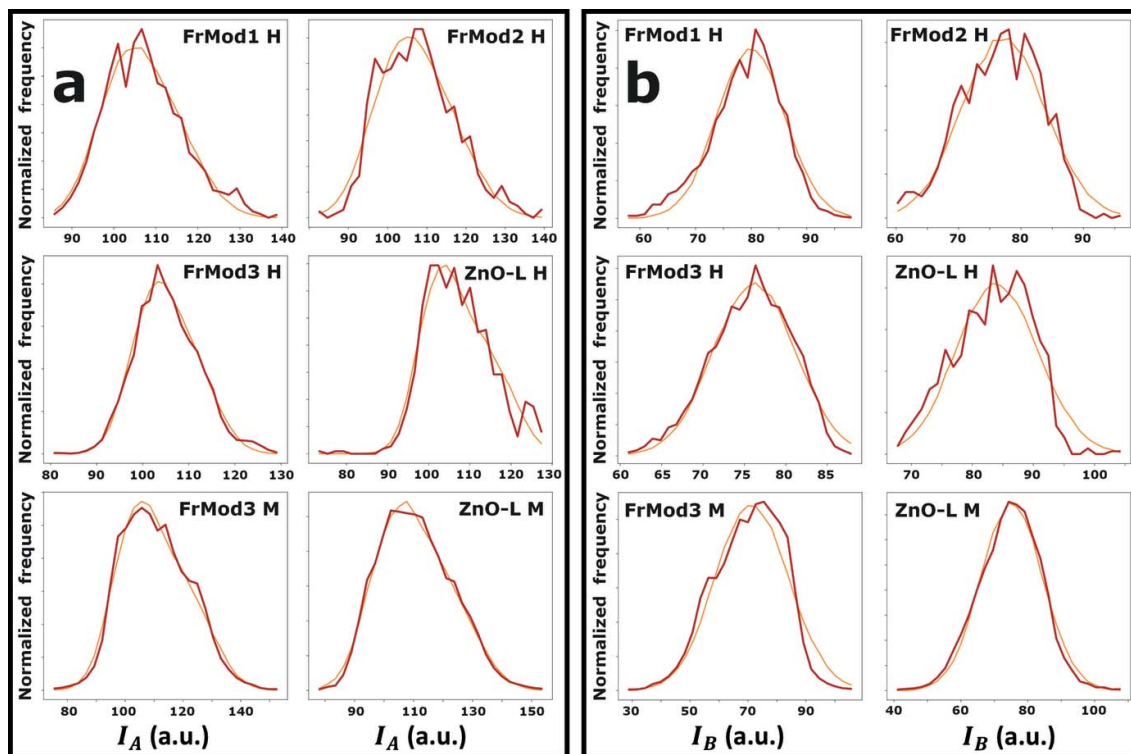 a
b
Normalized frequency
FrMod1 H
90 100 110 120 130 140
FrMod2 H
90 100 110 120 130 140
FrMod1 H
60 70 80 90
FrMod2 H
60 70 80 90
Normalized frequency
FrMod3 H
80 90 100 110 120 130
ZnO-L H
80 90 100 110 120 130
Normalized frequency
FrMod3 H
60 65 70 75 80 85
ZnO-L H
70 80 90 100
Normalized frequency
FrMod3 M
80 100 120 140
I_A (a.u.)
ZnO-L M
90 100 120 140 150
I_A (a.u.)
Normalized frequency
Normalized frequency
FrMod3 M
30 50 70 90
I_B (a.u.)
ZnO-L M
40 60 80 100
I_B (a.u.)